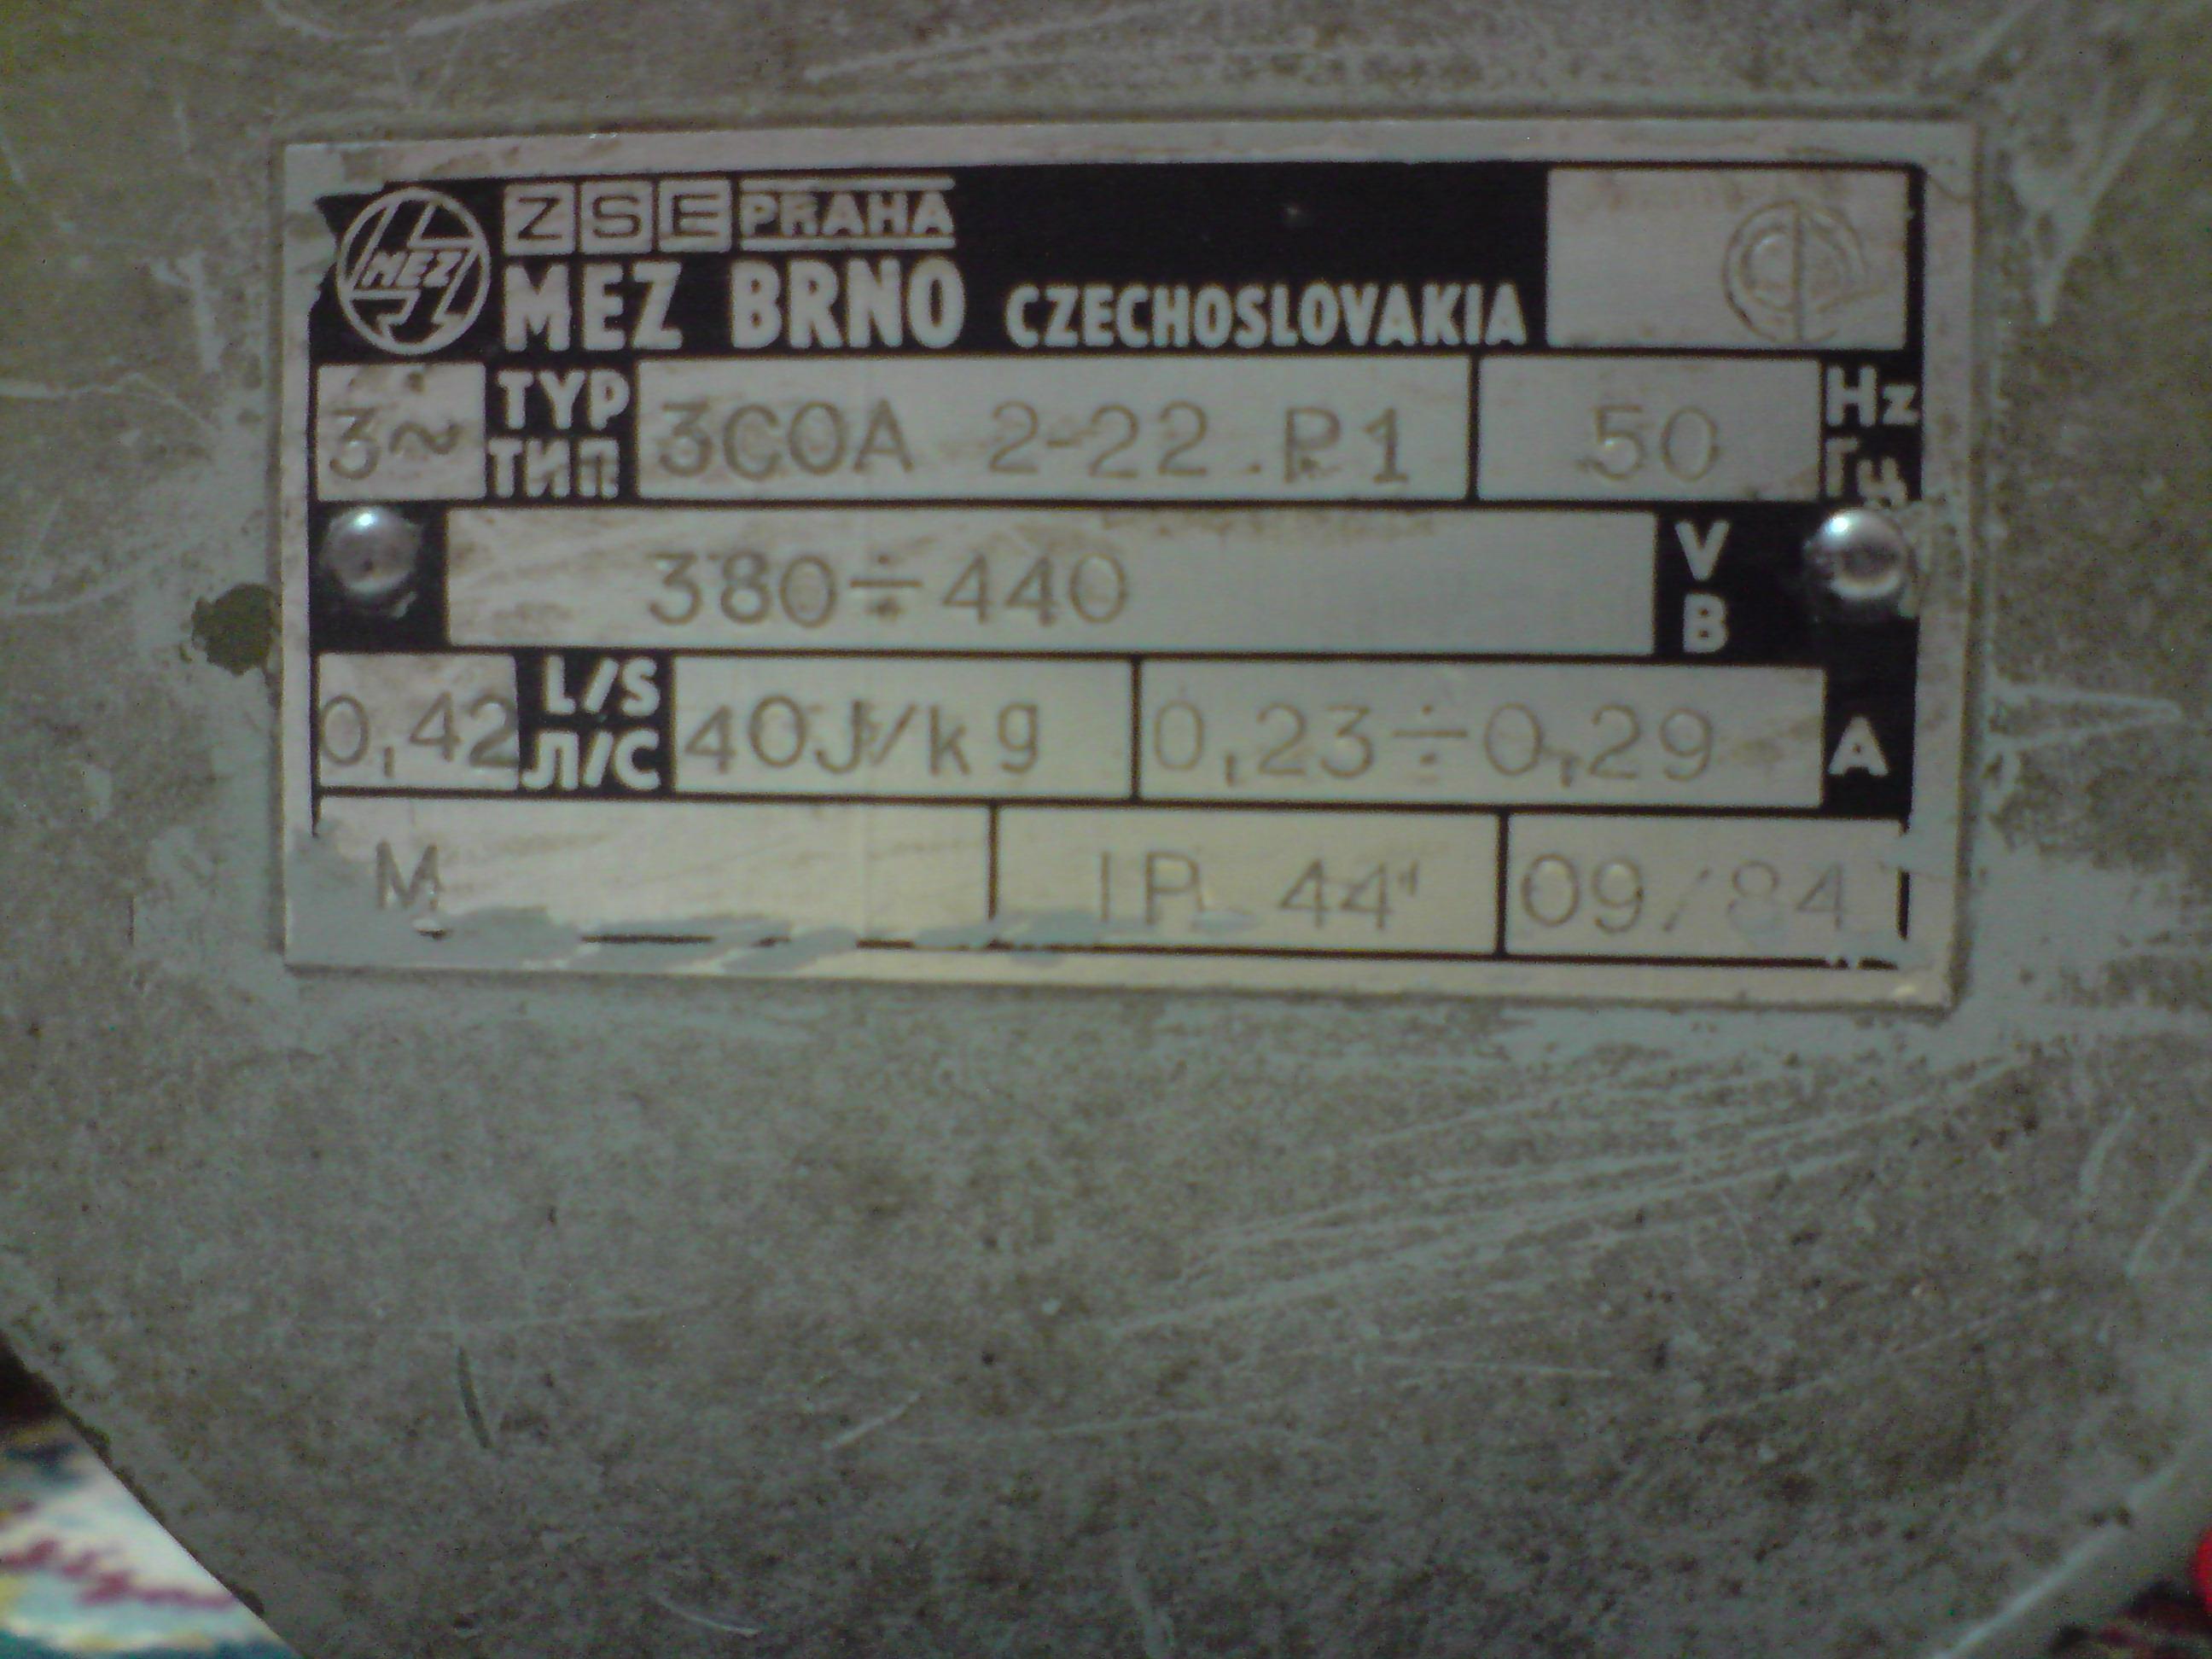 MEZ
ZSE PRAHA
MEZ BRNO CZECHOSLOVAKIA
3~ TYP ТИП 3COA 2-22.P1 50 Hz Гц
380÷440 V В
0,42 L/S Л/С 40J/kg 0,23÷0,29 A
M IP 44 09/84